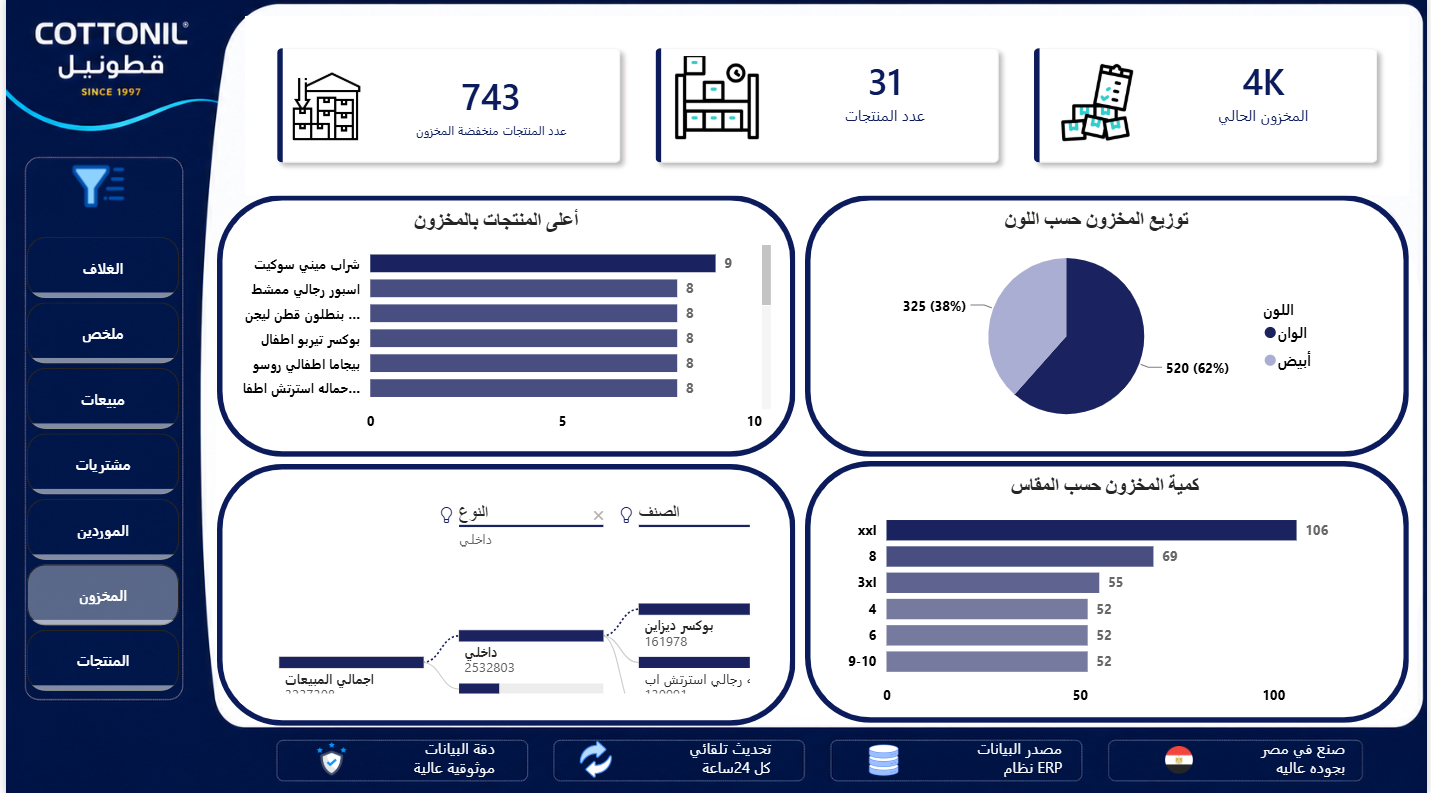 COTTONIL®
قطونيل
SINCE 1997
الغلاف
ملخص
مبيعات
مشتريات
الموردين
المخزون
المنتجات
4K
المخزون الحالي
31
عدد المنتجات
743
عدد المنتجات منخفضة المخزون
توزيع المخزون حسب اللون
325 (38%)
520 (62%)
اللون
الوان
أبيض
أعلى المنتجات بالمخزون
شراب ميني سوكيت 9
اسبور رجالي ممشط 8
بنطلون قطن ليجن ... 8
بوكسر تيربو اطفال 8
بيجاما اطفالي روسو 8
حماله استرتش اطفا... 8
0 5 10
كمية المخزون حسب المقاس
xxl 106
8 69
3xl 55
4 52
6 52
9-10 52
0 50 100
النوع
داخلي
الصنف
اجمالي المبيعات
داخلي
2532803
بوكسر ديزاين
161978
رجالي استرتش اب
صنع في مصر
بجوده عاليه
مصدر البيانات
نظام ERP
تحديث تلقائي
كل 24ساعة
دقة البيانات
موثوقية عالية